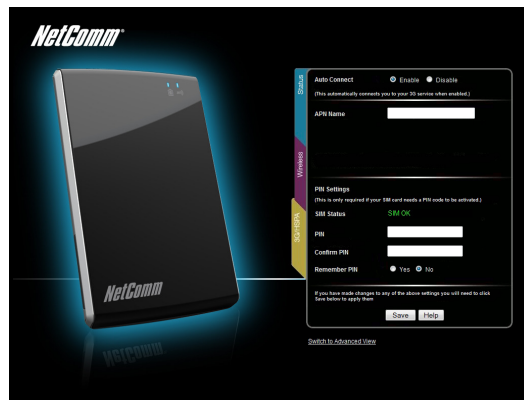 NetComm®
Status
Wireless
3G/HSPA
Auto Connect Enable Disable
(This automatically connects you to your 3G service when enabled.)
APN Name
PIN Settings
(This is only required if your SIM card needs a PIN code to be activated.)
SIM Status SIM OK
PIN
Confirm PIN
Remember PIN Yes No
If you have made changes to any of the above settings you will need to click
Save below to apply them
Save Help
Switch to Advanced View
NetComm